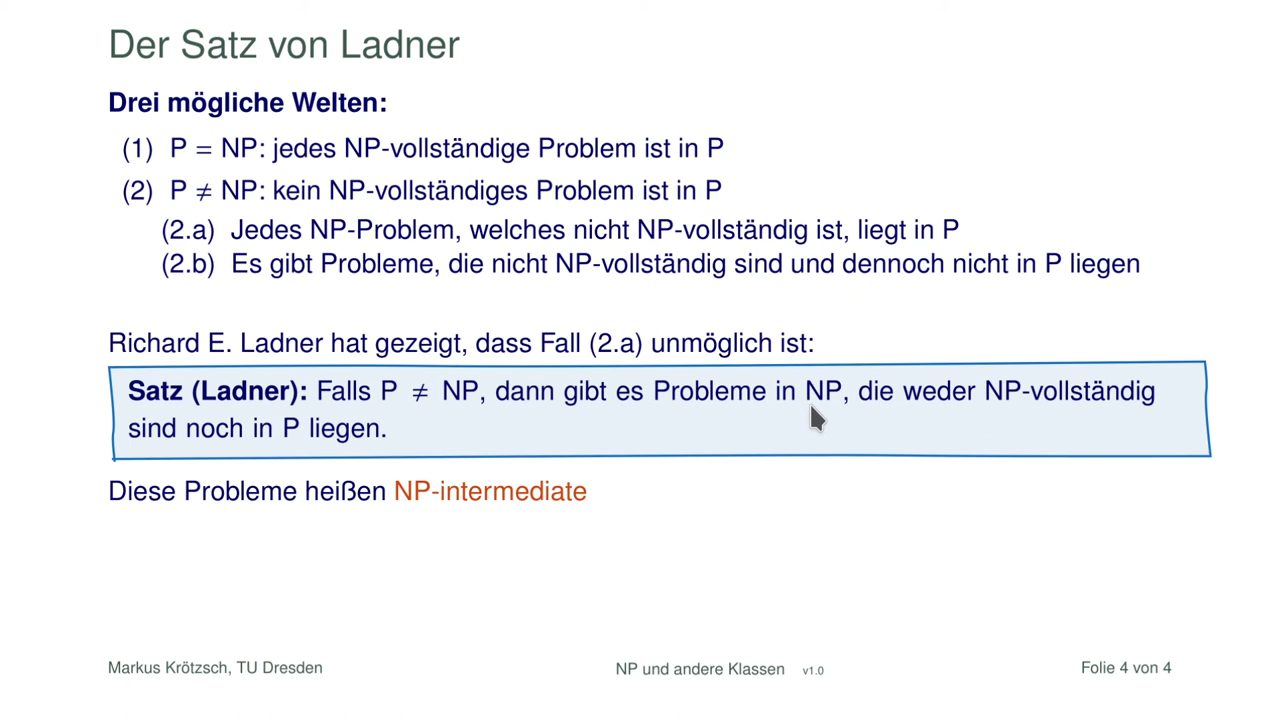 Der Satz von Ladner
Drei mögliche Welten:
(1) P = NP: jedes NP-vollständige Problem ist in P
(2) P ≠ NP: kein NP-vollständiges Problem ist in P
(2.a) Jedes NP-Problem, welches nicht NP-vollständig ist, liegt in P
(2.b) Es gibt Probleme, die nicht NP-vollständig sind und dennoch nicht in P liegen
Richard E. Ladner hat gezeigt, dass Fall (2.a) unmöglich ist:
Satz (Ladner): Falls P ≠ NP, dann gibt es Probleme in NP, die weder NP-vollständig
sind noch in P liegen.
Diese Probleme heißen NP-intermediate
Markus Krötzsch, TU Dresden NP und andere Klassen v1.0 Folie 4 von 4